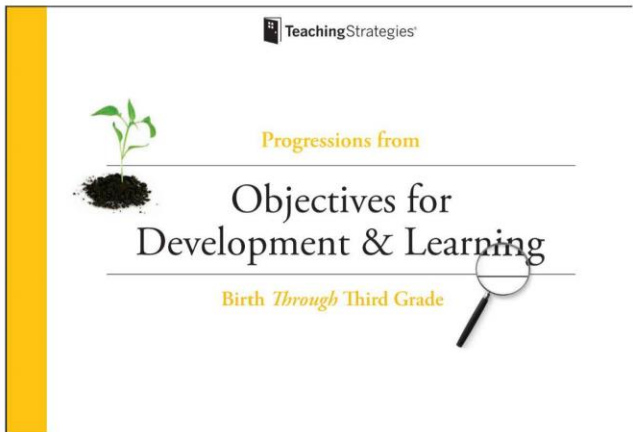 TeachingStrategies®
Progressions from
Objectives for
Development & Learning
Birth Through Third Grade